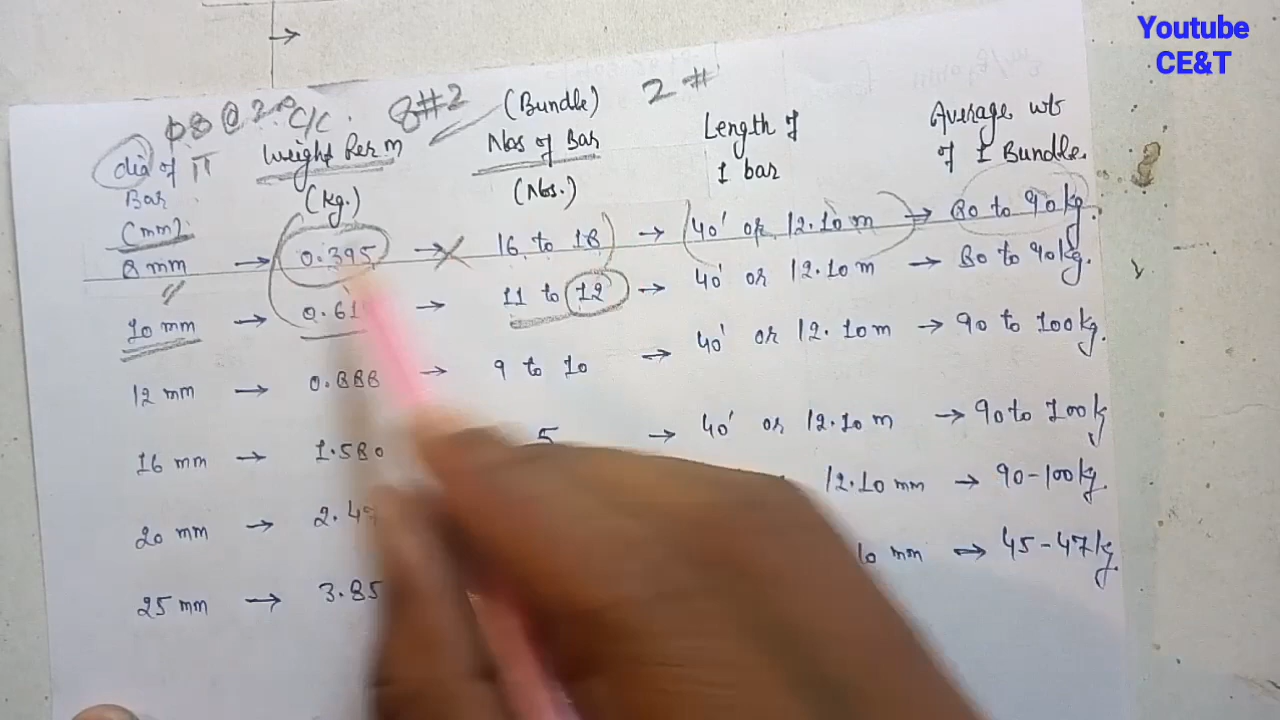 Youtube
CE&T
ϕ8 @ 200 c/c. 8#2 (Bundle) 2#
dia of Bar (mm) Weight Per m (kg.) Nos of Bar (Nos.) Length of 1 bar Average wt of 1 Bundle.
8 mm → 0.395 → 16 to 18 → 40' or 12.10 m → 80 to 90 kg.
10 mm → 0.61 → 11 to 12 → 40' or 12.10 m → 80 to 90 kg.
12 mm → 0.888 → 9 to 10 → 40' or 12.10 m → 90 to 100 kg.
16 mm → 1.580 5 → 40' or 12.10 m → 90 to 100 k
20 mm → 2.4 12.10 mm → 90-100 kg.
25 mm → 3.85 10 mm → 45-47 kg.